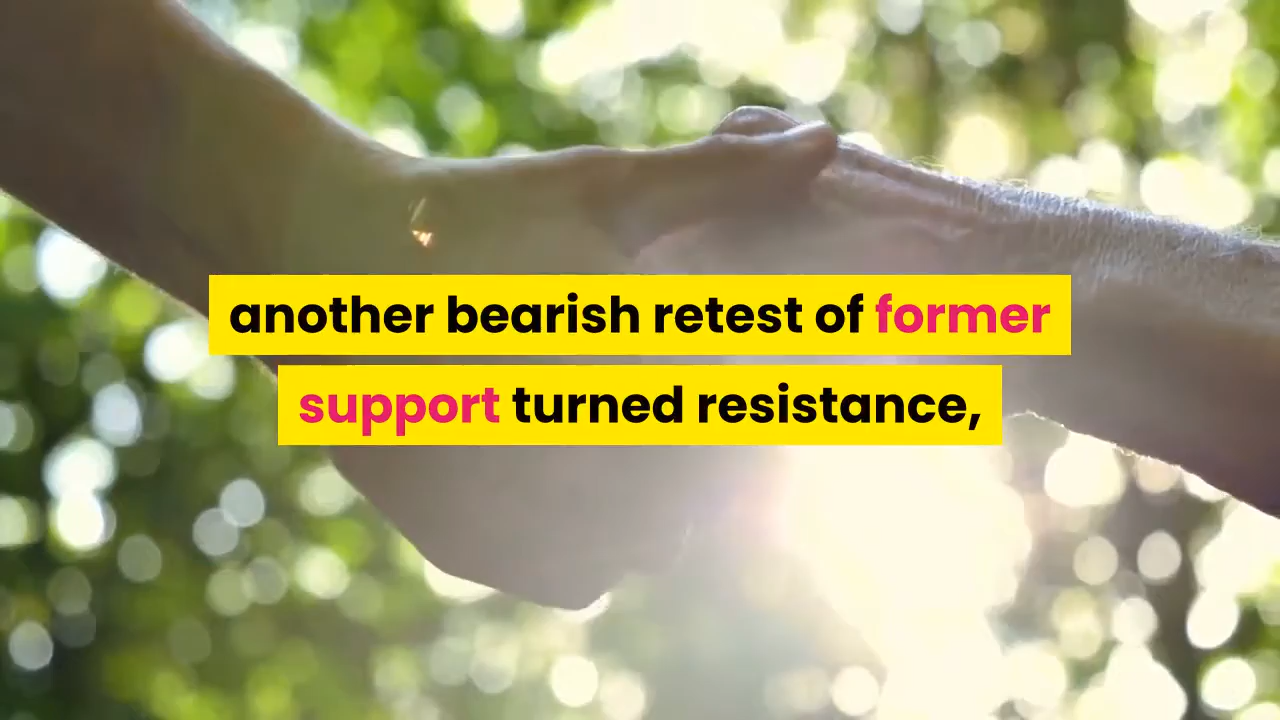 another bearish retest of former
support turned resistance,